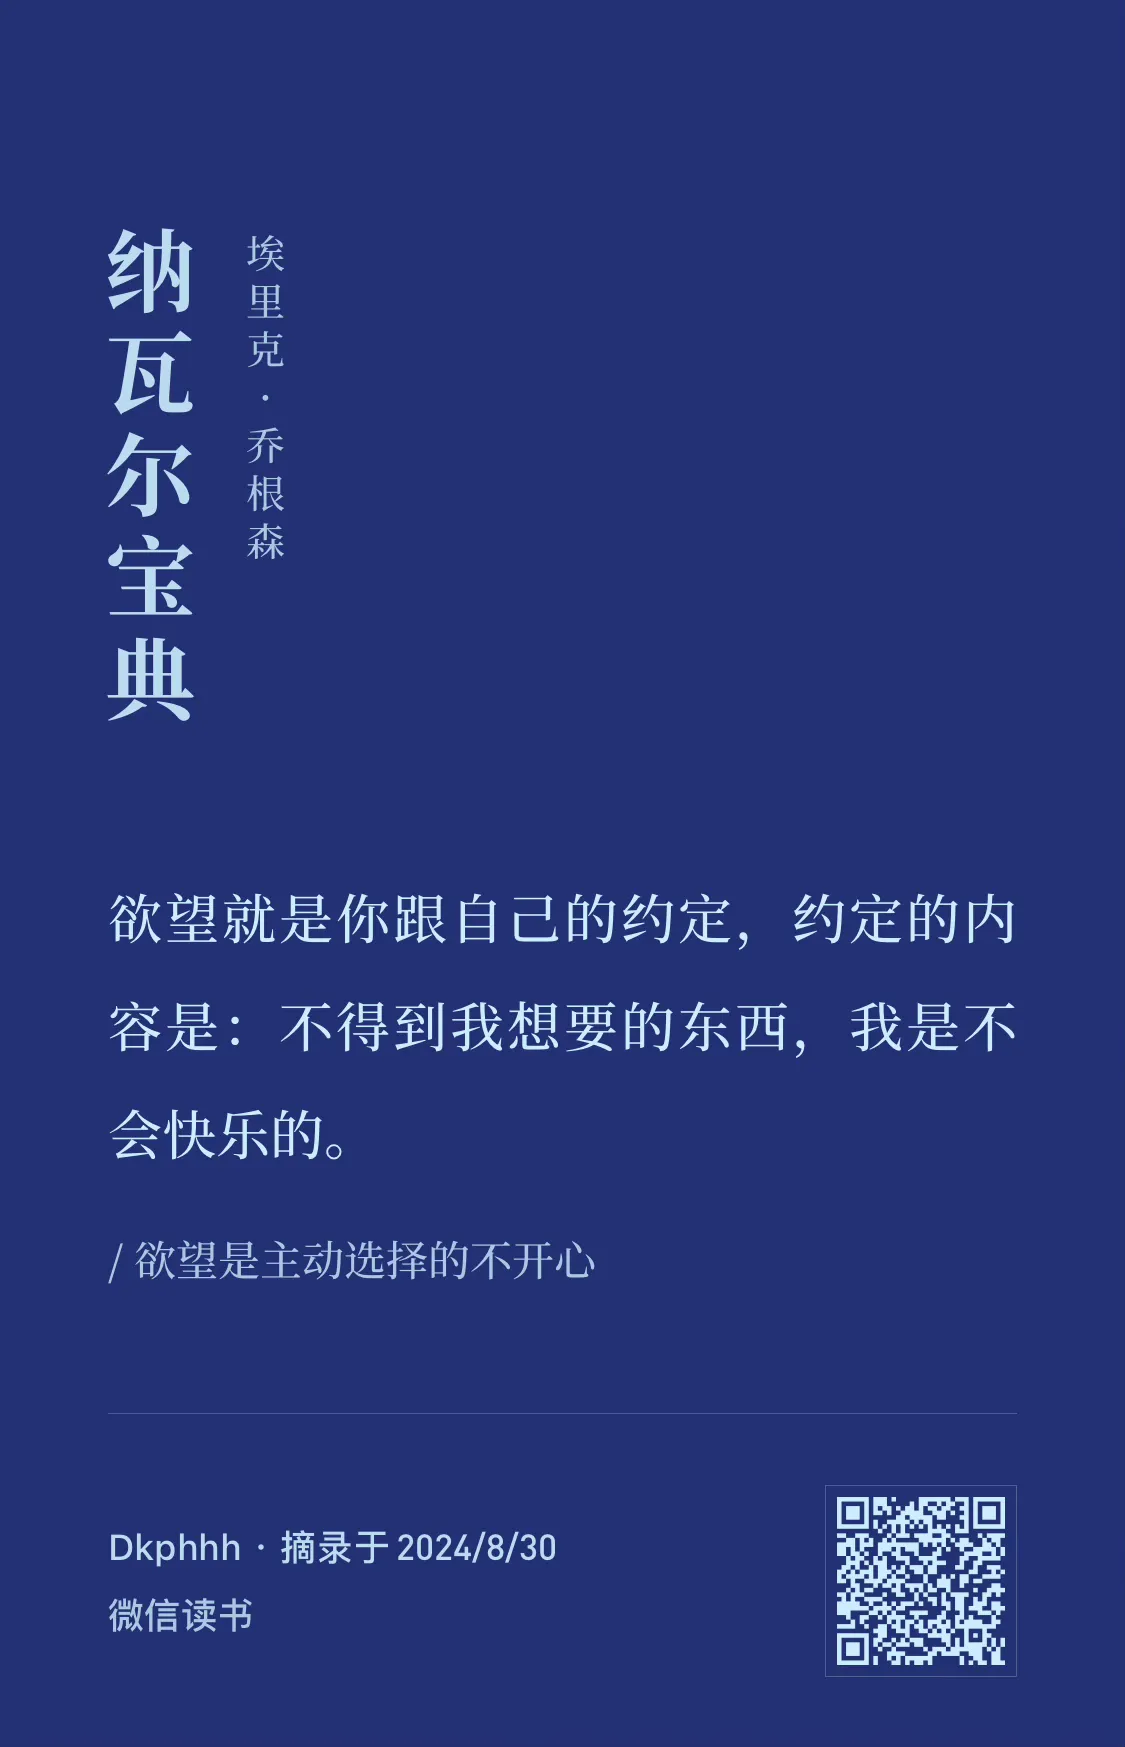 纳瓦尔宝典
埃里克·乔根森
欲望就是你跟自己的约定，约定的内
容是：不得到我想要的东西，我是不
会快乐的。
/ 欲望是主动选择的不开心
Dkphhh · 摘录于 2024/8/30
微信读书